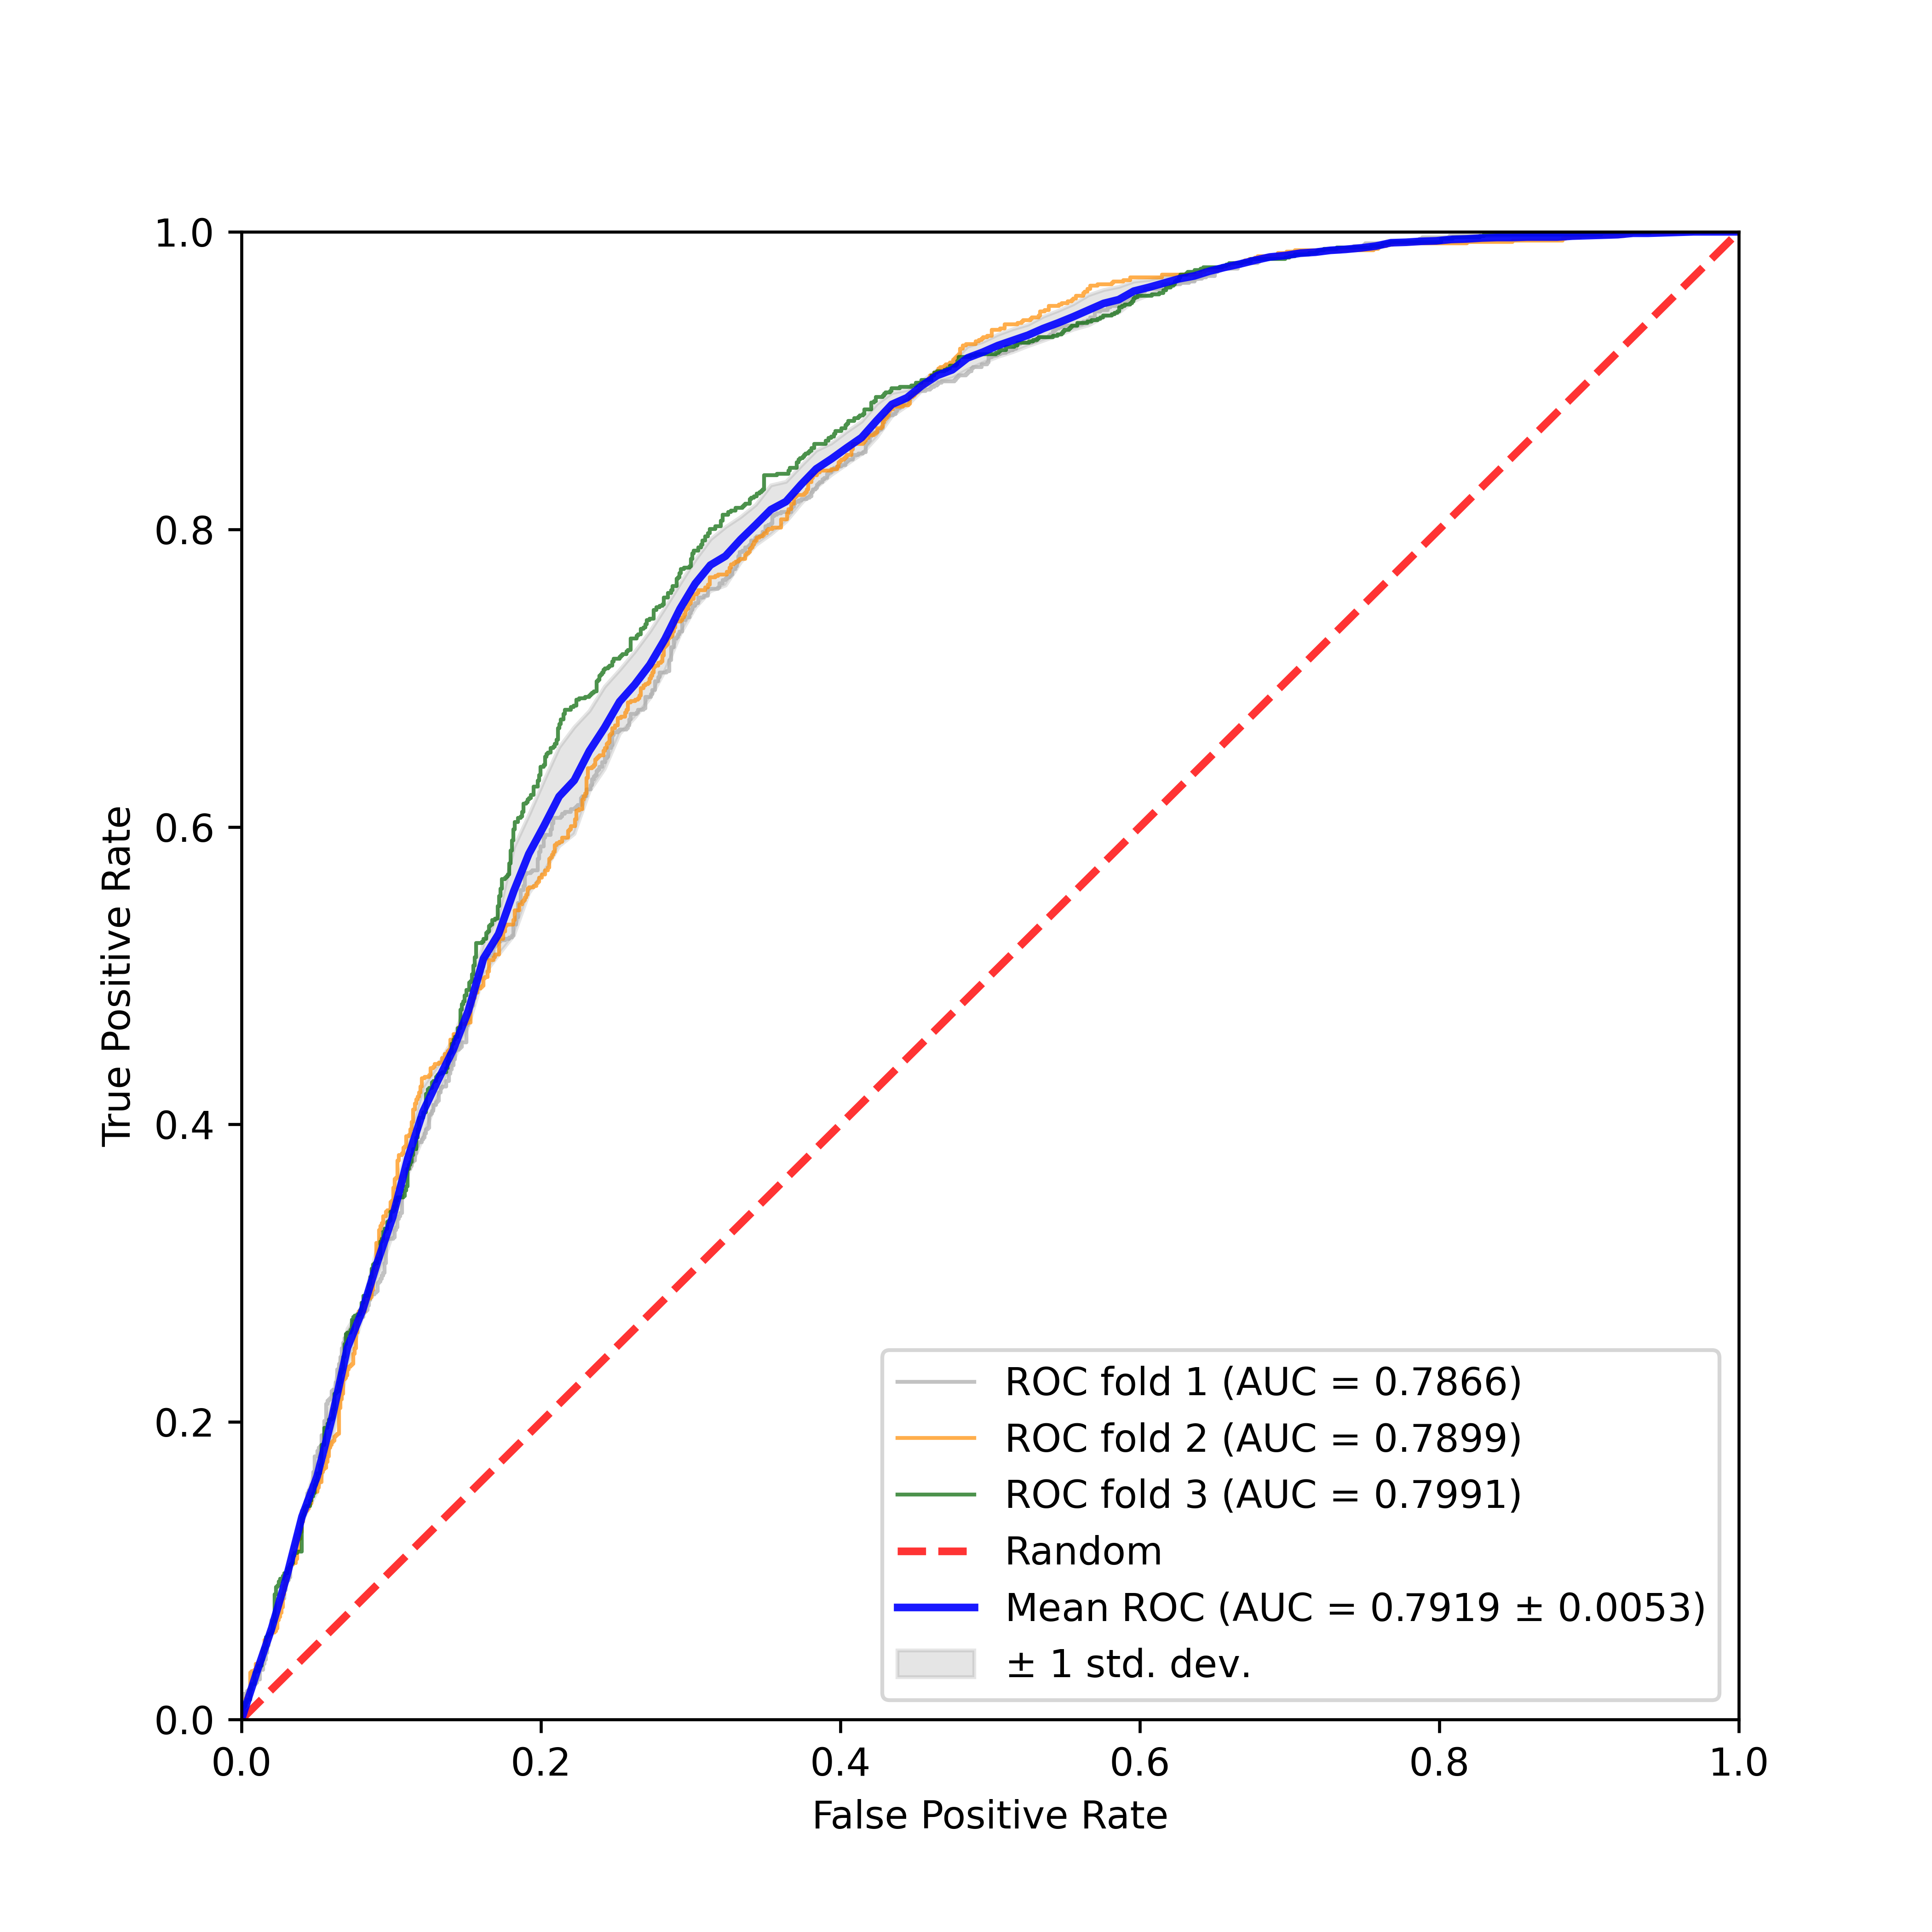 1.0
0.8
0.6
0.4
0.2
0.0
True Positive Rate
ROC fold 1 (AUC = 0.7866)
ROC fold 2 (AUC = 0.7899)
ROC fold 3 (AUC = 0.7991)
Random
Mean ROC (AUC = 0.7919 ± 0.0053)
± 1 std. dev.
0.0 0.2 0.4 0.6 0.8 1.0
False Positive Rate